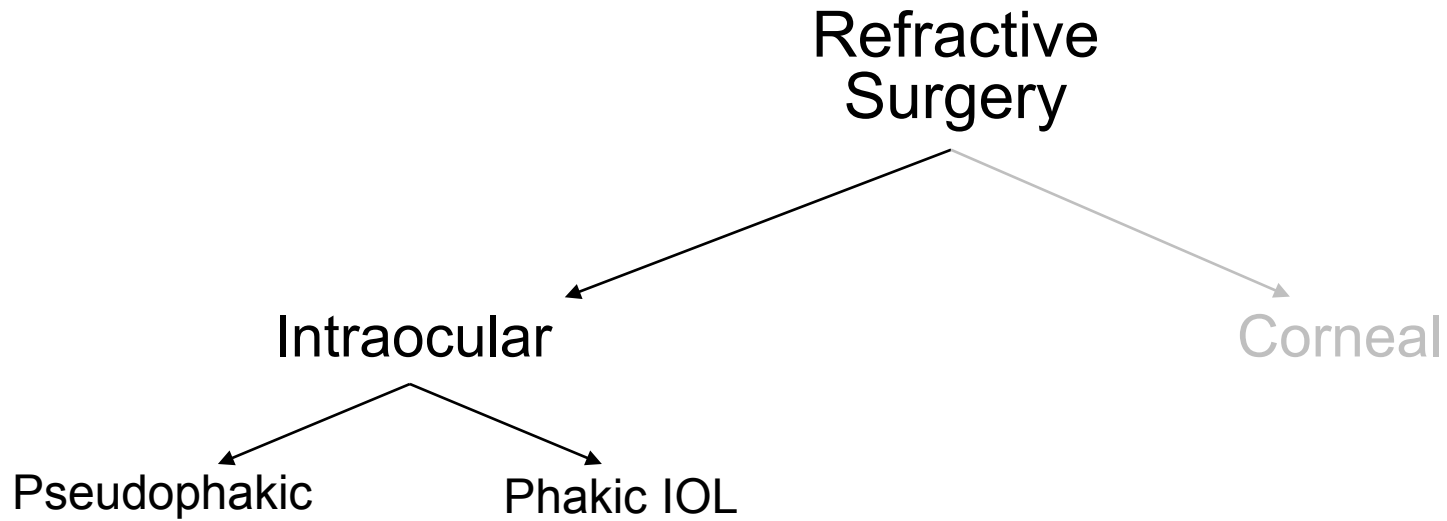 Refractive
Surgery
Intraocular
Corneal
Pseudophakic
Phakic IOL